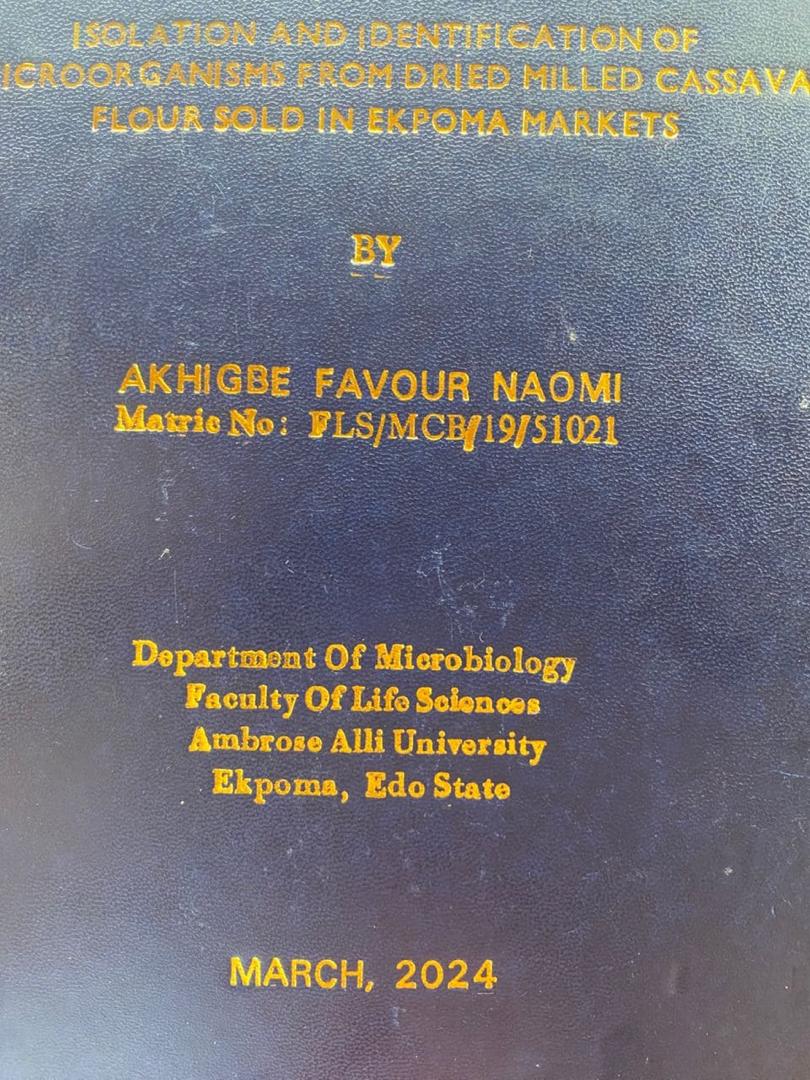 ISOLATION AND IDENTIFICATION OF
ICROORGANISMS FROM DRIED MILLED CASSAVA
FLOUR SOLD IN EKPOMA MARKETS
BY
AKHIGBE FAVOUR NAOMI
Matric No: FLS/MCB/19/51021
Department Of Microbiology
Faculty Of Life Sciences
Ambrose Alli University
Ekpoma, Edo State
MARCH, 2024